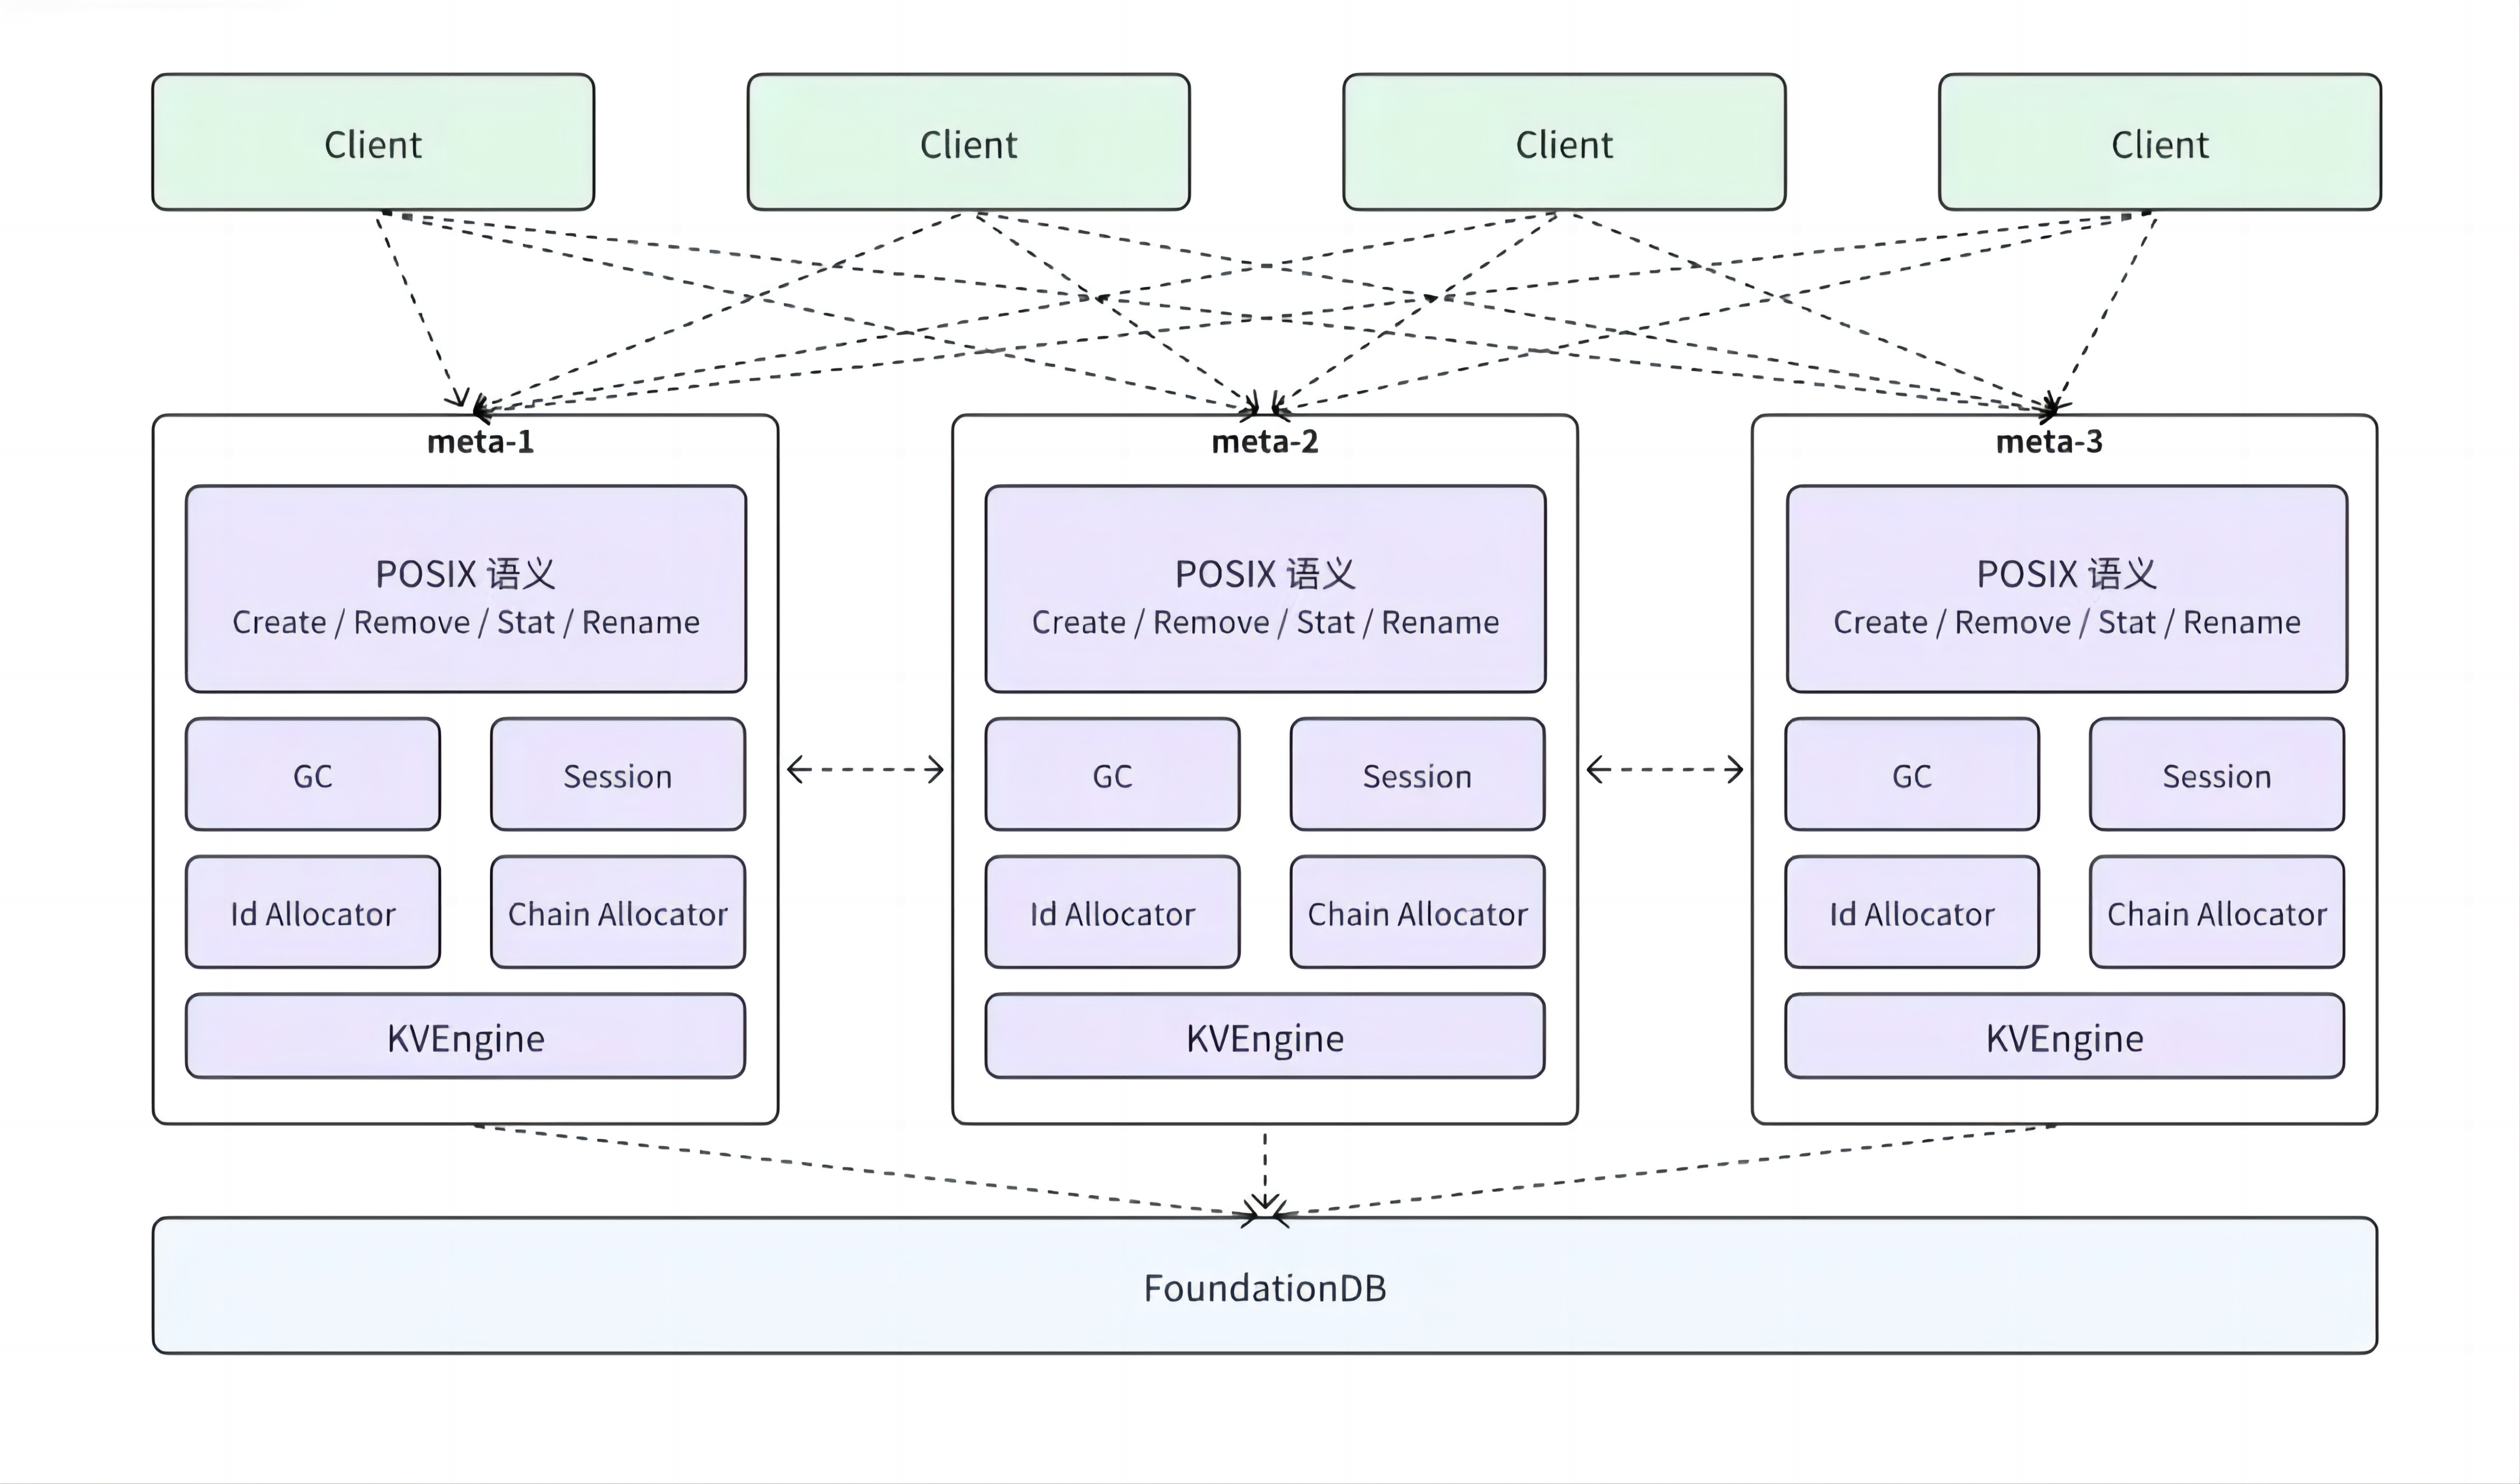 Client
Client
Client
Client
meta-1
meta-2
meta-3
POSIX 语义
Create / Remove / Stat / Rename
POSIX 语义
Create / Remove / Stat / Rename
POSIX 语义
Create / Remove / Stat / Rename
GC
Session
GC
Session
GC
Session
Id Allocator
Chain Allocator
Id Allocator
Chain Allocator
Id Allocator
Chain Allocator
KVEngine
KVEngine
KVEngine
FoundationDB